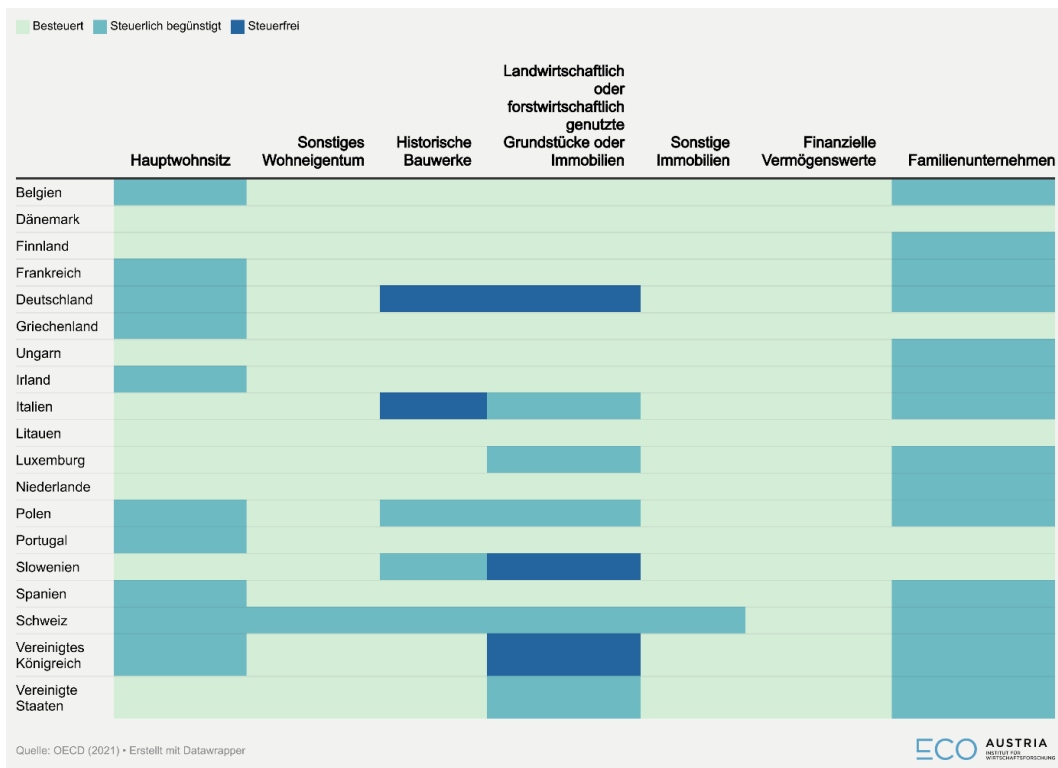 Besteuert Steuerlich begünstigt Steuerfrei
Hauptwohnsitz
Sonstiges
Wohneigentum
Historische
Bauwerke
Landwirtschaftlich
oder
forstwirtschaftlich
genutzte
Grundstücke oder
Immobilien
Sonstige
Immobilien
Finanzielle
Vermögenswerte
Familienunternehmen
Belgien
Dänemark
Finnland
Frankreich
Deutschland
Griechenland
Ungarn
Irland
Italien
Litauen
Luxemburg
Niederlande
Polen
Portugal
Slowenien
Spanien
Schweiz
Vereinigtes
Königreich
Vereinigte
Staaten
Quelle: OECD (2021) • Erstellt mit Datawrapper
ECO AUSTRIA
INSTITUT FÜR
WIRTSCHAFTSFORSCHUNG